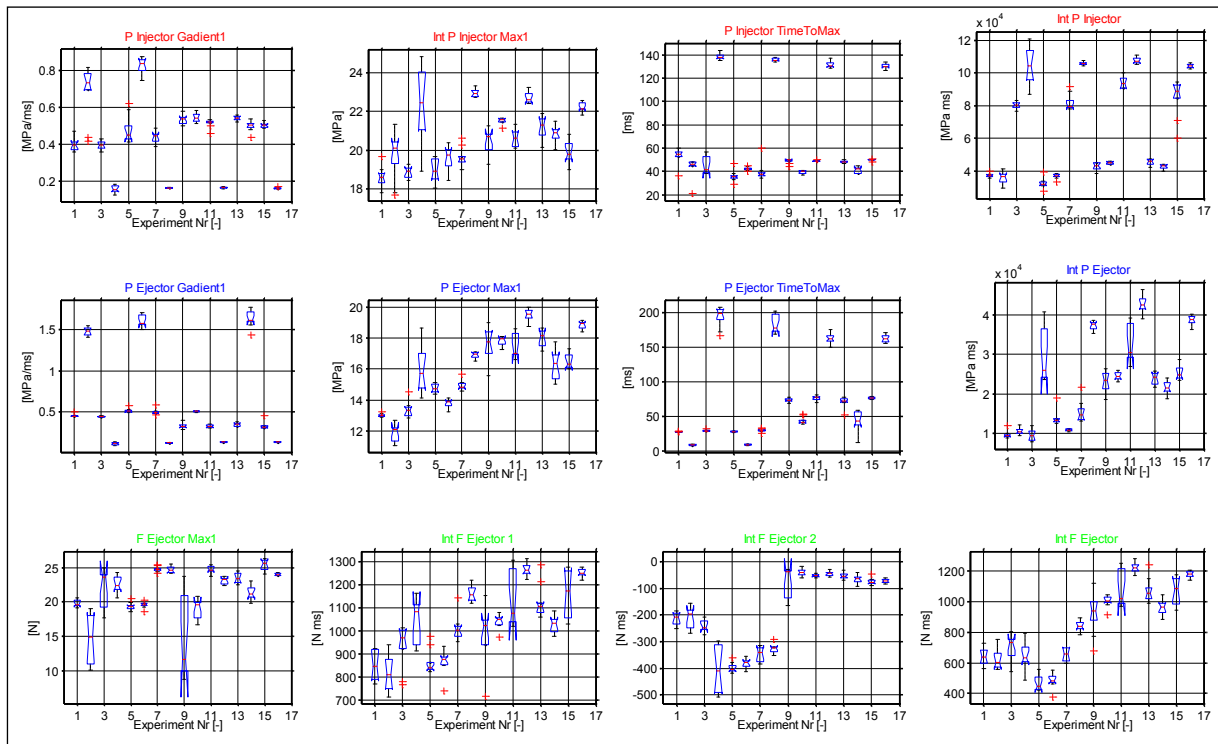 P Injector Gadient1
0.8
0.6
0.4
0.2
[MPa/ms]
1 3 5 7 9 11 13 15 17
Experiment Nr [-]
Int P Injector Max1
24
22
20
18
[MPa]
1 3 5 7 9 11 13 15 17
Experiment Nr [-]
P Injector TimeToMax
140
120
100
80
60
40
20
[ms]
1 3 5 7 9 11 13 15 17
Experiment Nr [-]
Int P Injector
x 10⁴
12
10
8
6
4
[MPa ms]
1 3 5 7 9 11 13 15 17
Experiment Nr [-]
P Ejector Gadient1
1.5
1
0.5
[MPa/ms]
1 3 5 7 9 11 13 15 17
Experiment Nr [-]
P Ejector Max1
20
18
16
14
12
[MPa]
1 3 5 7 9 11 13 15 17
Experiment Nr [-]
P Ejector TimeToMax
200
150
100
50
0
[ms]
1 3 5 7 9 11 13 15 17
Experiment Nr [-]
Int P Ejector
x 10⁴
4
3
2
1
[MPa ms]
1 3 5 7 9 11 13 15 17
Experiment Nr [-]
F Ejector Max1
25
20
15
10
[N]
1 3 5 7 9 11 13 15 17
Experiment Nr [-]
Int F Ejector 1
1300
1200
1100
1000
900
800
700
[N ms]
1 3 5 7 9 11 13 15 17
Experiment Nr [-]
Int F Ejector 2
0
-100
-200
-300
-400
-500
[N ms]
1 3 5 7 9 11 13 15 17
Experiment Nr [-]
Int F Ejector
1200
1000
800
600
400
[N ms]
1 3 5 7 9 11 13 15 17
Experiment Nr [-]